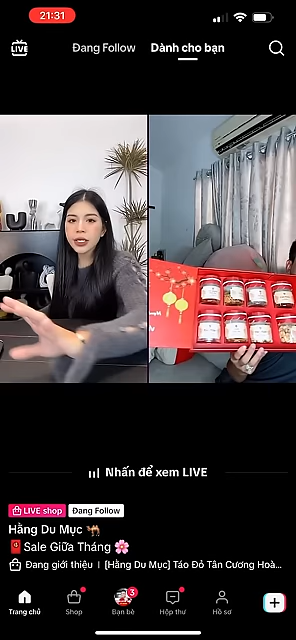 21:31
LIVE
Đang Follow
Dành cho bạn
Nhấn để xem LIVE
LIVE shop
Đang Follow
Hằng Du Mục 🐫
🧧Sale Giữa Tháng 🌸
Đang giới thiệu | [Hằng Du Mục] Táo Đỏ Tân Cương Hoà...
3
Trang chủ
Shop
Bạn bè
Hộp thư
Hồ sơ